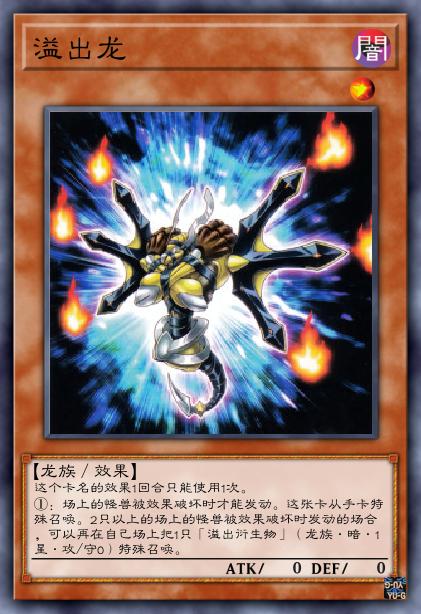 溢出龙
闇
【龙族／效果】
这个卡名的效果1回合只能使用1次。
①：场上的怪兽被效果破坏时才能发动。这张卡从手卡特
殊召唤。2只以上的场上的怪兽被效果破坏时发动的场合
，可以再在自己场上把1只「溢出衍生物」（龙族·暗·1
星·攻/守0）特殊召唤。
ATK/ 0 DEF/ 0